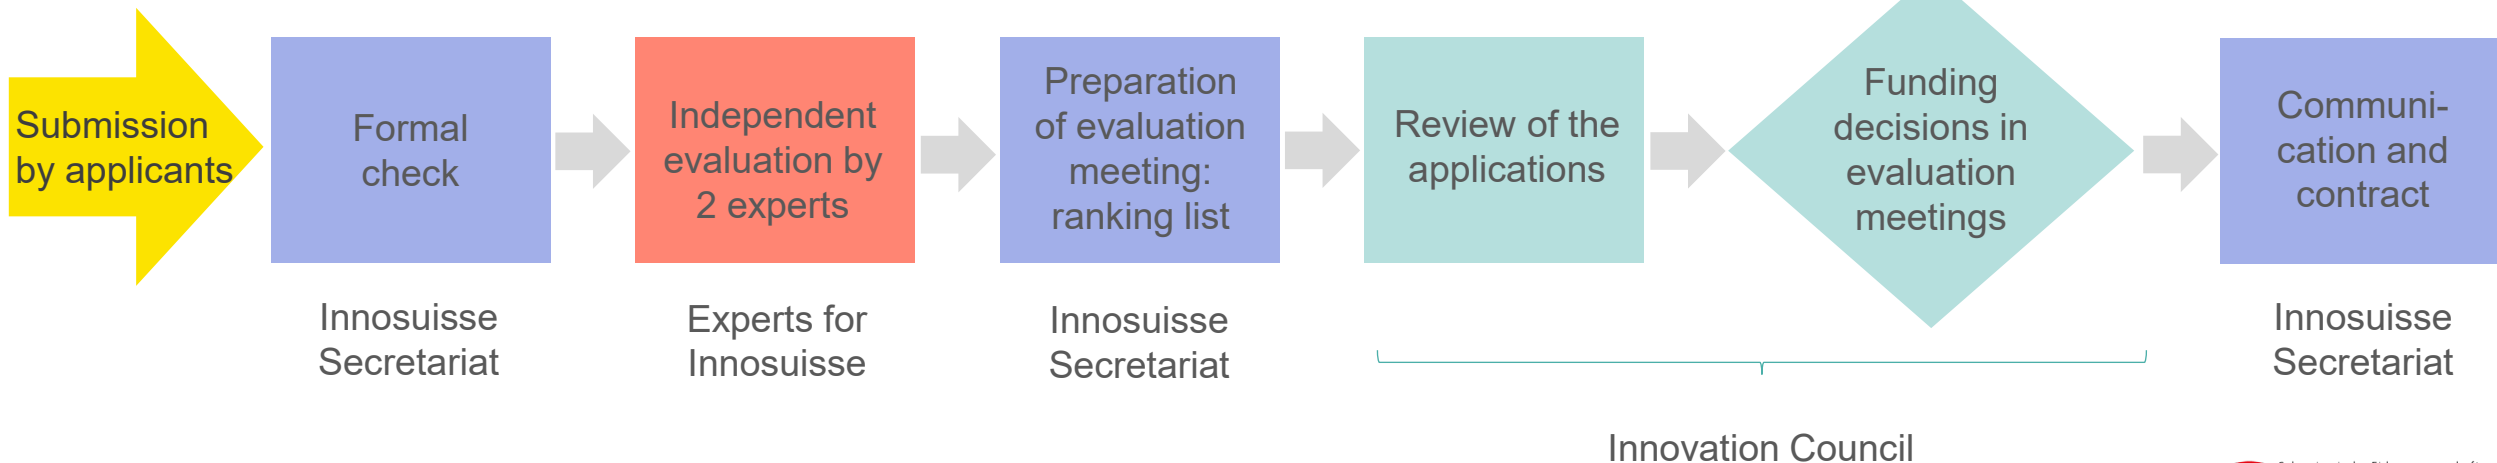 Submission
by applicants
Formal
check
Independent
evaluation by
2 experts
Preparation
of evaluation
meeting:
ranking list
Review of the
applications
Funding
decisions in
evaluation
meetings
Communi-
cation and
contract
Innosuisse
Secretariat
Experts for
Innosuisse
Innosuisse
Secretariat
Innovation Council
Innosuisse
Secretariat